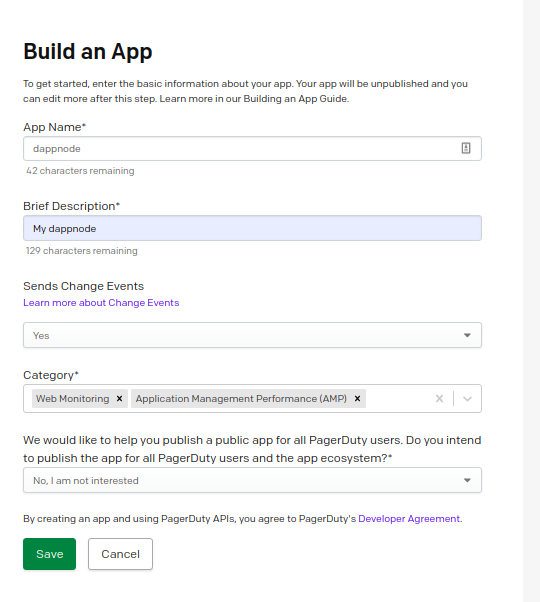 Build an App
To get started, enter the basic information about your app. Your app will be unpublished and you
can edit more after this step. Learn more in our Building an App Guide.
App Name*
dappnode
42 characters remaining
Brief Description*
My dappnode
129 characters remaining
Sends Change Events
Learn more about Change Events
Yes
Category*
Web Monitoring × Application Management Performance (AMP) ×
We would like to help you publish a public app for all PagerDuty users. Do you intend
to publish the app for all PagerDuty users and the app ecosystem?*
No, I am not interested
By creating an app and using PagerDuty APIs, you agree to PagerDuty's Developer Agreement.
Save Cancel